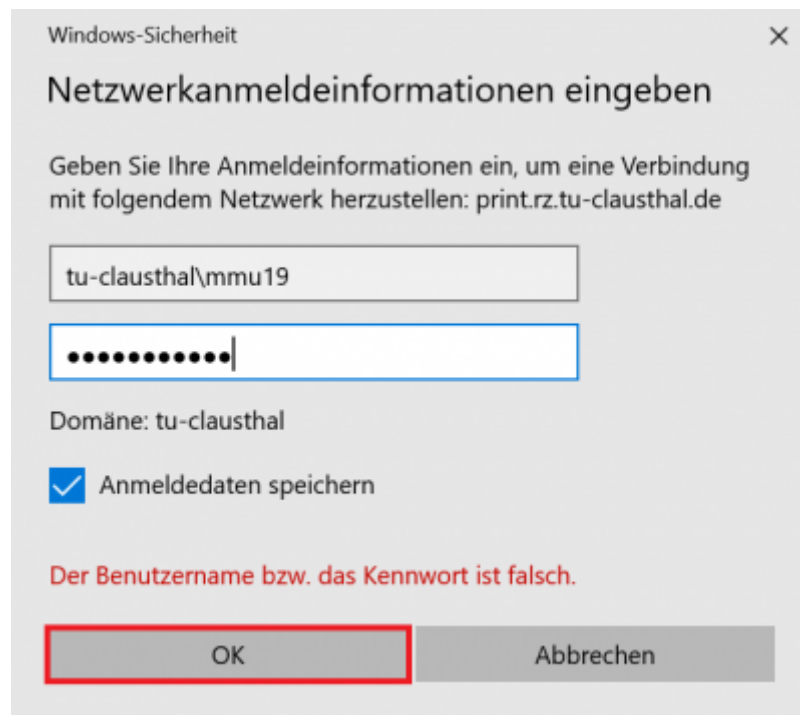 Windows-Sicherheit
Netzwerkanmeldeinformationen eingeben
Geben Sie Ihre Anmeldeinformationen ein, um eine Verbindung
mit folgendem Netzwerk herzustellen: print.rz.tu-clausthal.de
tu-clausthal\mmu19
●●●●●●●●●●●
Domäne: tu-clausthal
Anmeldedaten speichern
Der Benutzername bzw. das Kennwort ist falsch.
OK
Abbrechen